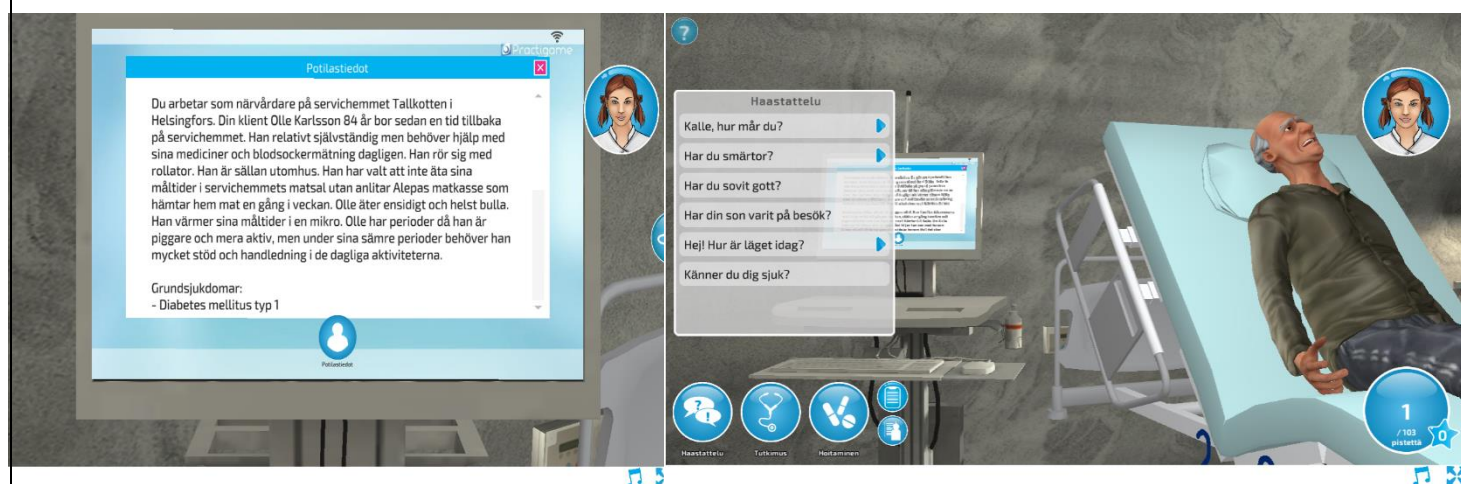 Practigame
Potilastiedot
X
Du arbetar som närvårdare på servichemmet Tallkotten i
Helsingfors. Din klient Olle Karlsson 84 år bor sedan en tid tillbaka
på servichemmet. Han relativt självständig men behöver hjälp med
sina mediciner och blodsockermätning dagligen. Han rör sig med
rollator. Han är sällan utomhus. Han har valt att inte äta sina
måltider i servichemmets matsal utan anlitar Alepas matkasse som
hämtar hem mat en gång i veckan. Olle äter ensidigt och helst bulla.
Han värmer sina måltider i en mikro. Olle har perioder då han är
piggare och mera aktiv, men under sina sämre perioder behöver han
mycket stöd och handledning i de dagliga aktiviteterna.
Grundsjukdomar:
- Diabetes mellitus typ 1
Potilastiedot
?
Haastattelu
Kalle, hur mår du?
Har du smärtor?
Har du sovit gott?
Har din son varit på besök?
Hej! Hur är läget idag?
Känner du dig sjuk?
? !
Haastattelu
Tutkimus
Hoitaminen
1
/ 103
pistettä
0